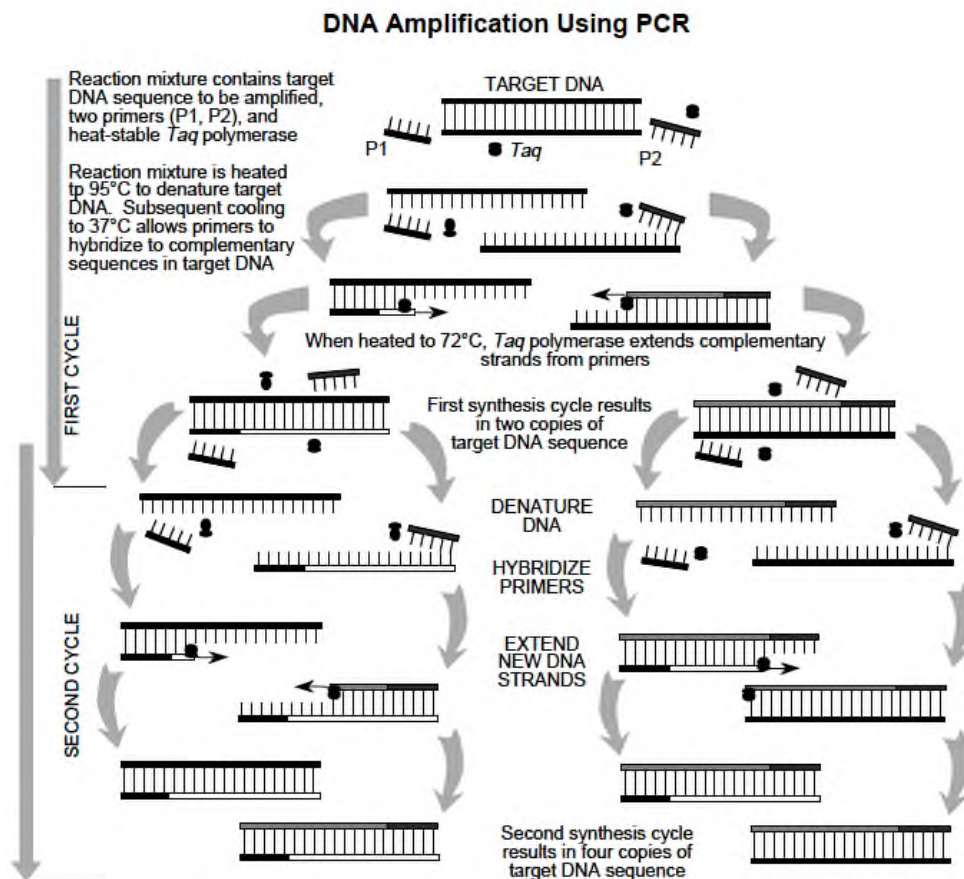 DNA Amplification Using PCR
Reaction mixture contains target
DNA sequence to be amplified,
two primers (P1, P2), and
heat-stable Taq polymerase
TARGET DNA
P1
Taq
P2
Reaction mixture is heated
tp 95°C to denature target
DNA. Subsequent cooling
to 37°C allows primers to
hybridize to complementary
sequences in target DNA
When heated to 72°C, Taq polymerase extends complementary
strands from primers
FIRST CYCLE
First synthesis cycle results
in two copies of
target DNA sequence
DENATURE
DNA
HYBRIDIZE
PRIMERS
SECOND CYCLE
EXTEND
NEW DNA
STRANDS
Second synthesis cycle
results in four copies of
target DNA sequence